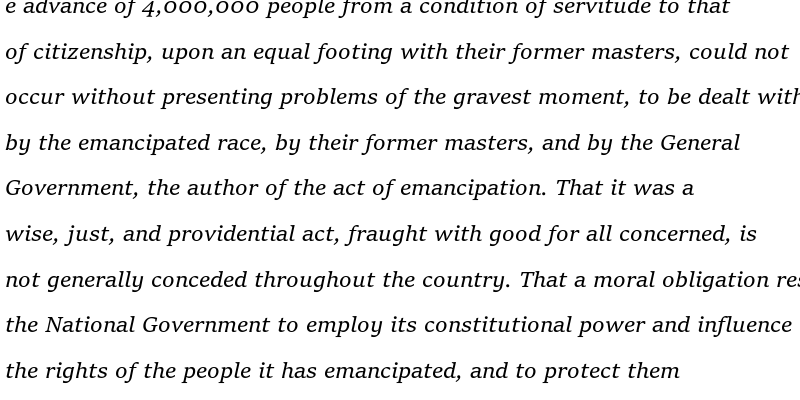 e advance of 4,000,000 people from a condition of servitude to that
of citizenship, upon an equal footing with their former masters, could not
occur without presenting problems of the gravest moment, to be dealt with
by the emancipated race, by their former masters, and by the General
Government, the author of the act of emancipation. That it was a
wise, just, and providential act, fraught with good for all concerned, is
not generally conceded throughout the country. That a moral obligation res
the National Government to employ its constitutional power and influence
the rights of the people it has emancipated, and to protect them